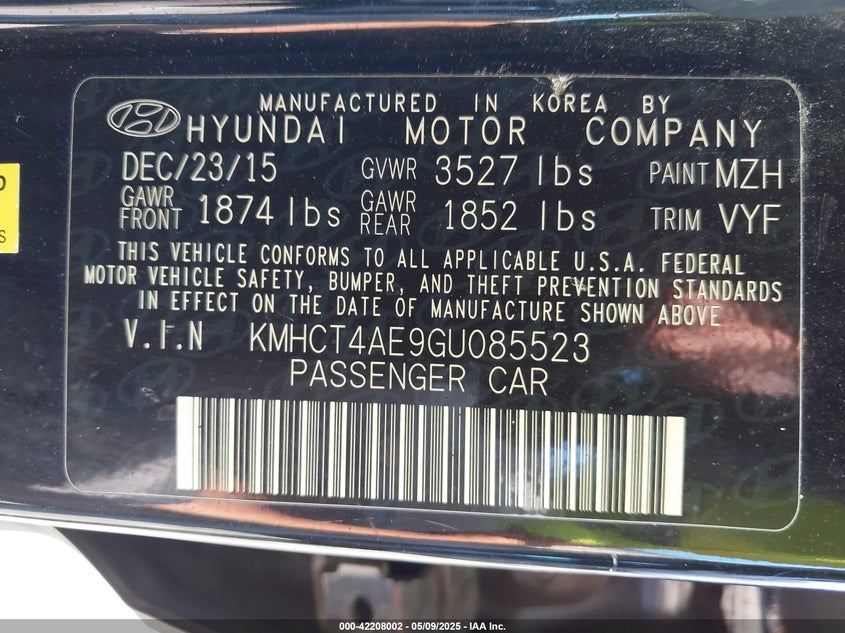 MANUFACTURED IN KOREA BY
HYUNDAI MOTOR COMPANY
DEC/23/15 GVWR 3527 lbs PAINT MZH
GAWR FRONT 1874 lbs GAWR REAR 1852 lbs TRIM VYF
THIS VEHICLE CONFORMS TO ALL APPLICABLE U.S.A. FEDERAL
MOTOR VEHICLE SAFETY, BUMPER, AND THEFT PREVENTION STANDARDS
IN EFFECT ON THE DATE OF MANUFACTURE SHOWN ABOVE
V.I.N KMHCT4AE9GU085523
PASSENGER CAR
P
S
000-42208002 - 05/09/2025 - IAA Inc.